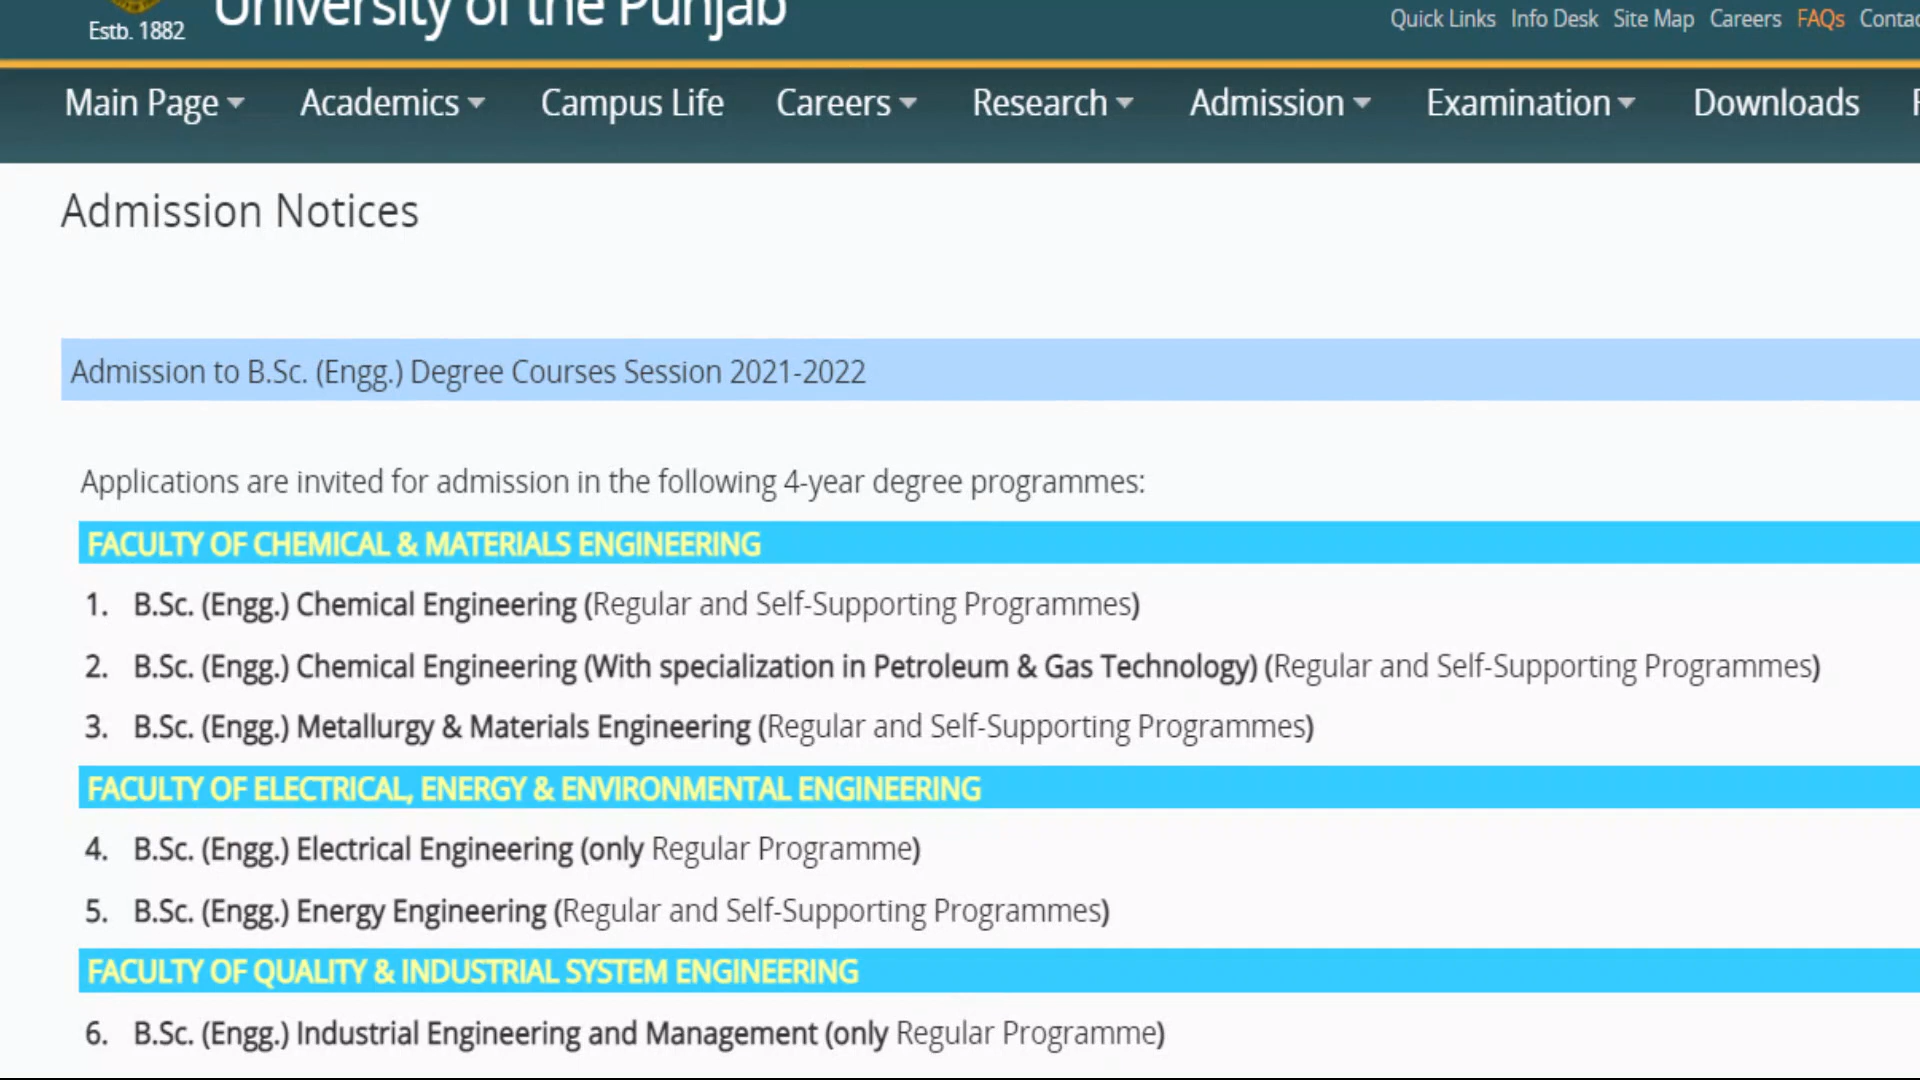 University of the Punjab
Estb. 1882
Quick Links Info Desk Site Map Careers FAQs
Main Page Academics Campus Life Careers Research Admission Examination Downloads
Admission Notices
Admission to B.Sc. (Engg.) Degree Courses Session 2021-2022
Applications are invited for admission in the following 4-year degree programmes:
FACULTY OF CHEMICAL & MATERIALS ENGINEERING
1. B.Sc. (Engg.) Chemical Engineering (Regular and Self-Supporting Programmes)
2. B.Sc. (Engg.) Chemical Engineering (With specialization in Petroleum & Gas Technology) (Regular and Self-Supporting Programmes)
3. B.Sc. (Engg.) Metallurgy & Materials Engineering (Regular and Self-Supporting Programmes)
FACULTY OF ELECTRICAL, ENERGY & ENVIRONMENTAL ENGINEERING
4. B.Sc. (Engg.) Electrical Engineering (only Regular Programme)
5. B.Sc. (Engg.) Energy Engineering (Regular and Self-Supporting Programmes)
FACULTY OF QUALITY & INDUSTRIAL SYSTEM ENGINEERING
6. B.Sc. (Engg.) Industrial Engineering and Management (only Regular Programme)